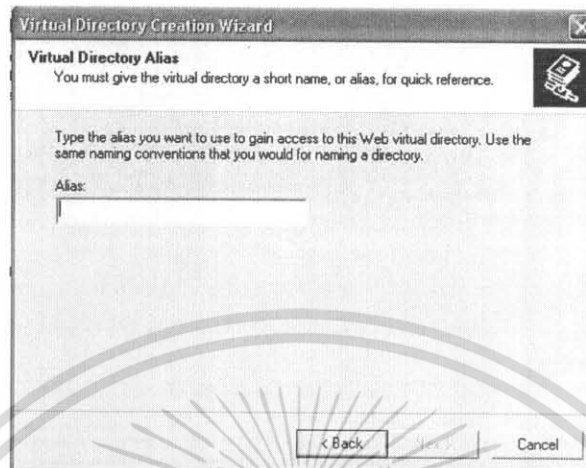 Virtual Directory Creation Wizard
Virtual Directory Alias
You must give the virtual directory a short name, or alias, for quick reference.
Type the alias you want to use to gain access to this Web virtual directory. Use the
same naming conventions that you would for naming a directory.
Alias:
< Back
Cancel